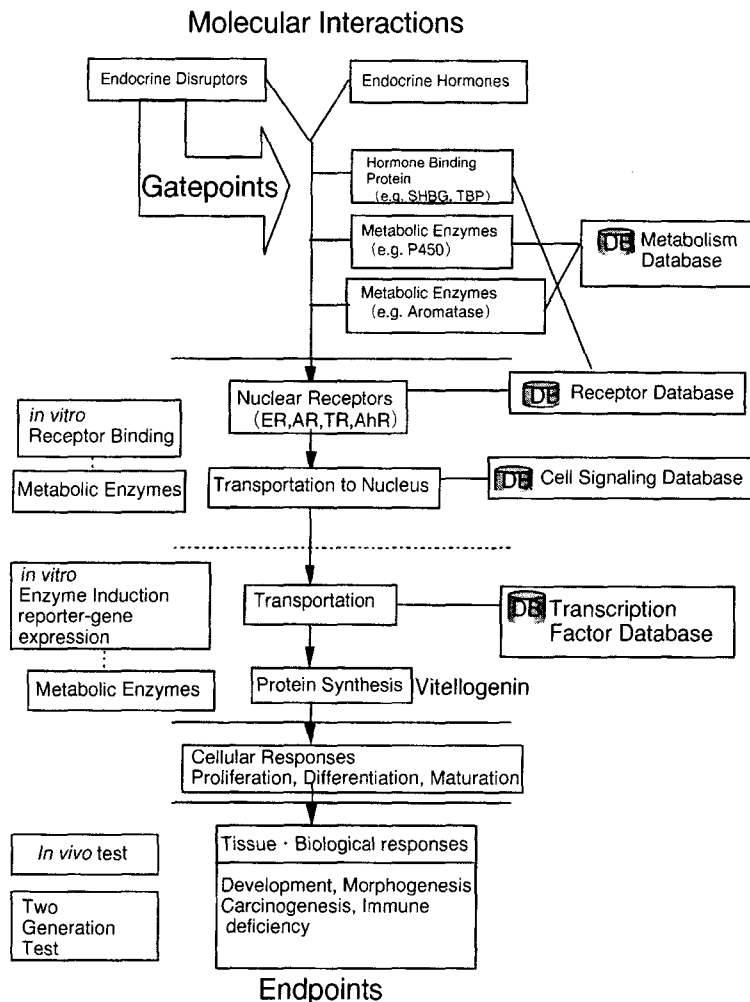 Molecular Interactions
Endocrine Disruptors
Endocrine Hormones
Gatepoints
Hormone Binding
Protein
(e.g. SHBG, TBP)
Metabolic Enzymes
(e.g. P450)
Metabolic Enzymes
(e.g. Aromatase)
DB Metabolism
Database
Nuclear Receptors
(ER,AR,TR,AhR)
DB Receptor Database
in vitro
Receptor Binding
Metabolic Enzymes
Transportation to Nucleus
DB Cell Signaling Database
in vitro
Enzyme Induction
reporter-gene
expression
Metabolic Enzymes
Transportation
DB Transcription
Factor Database
Protein Synthesis Vitellogenin
Cellular Responses
Proliferation, Differentiation, Maturation
Tissue・Biological responses
Development, Morphogenesis
Carcinogenesis, Immune
deficiency
In vivo test
Two
Generation
Test
Endpoints